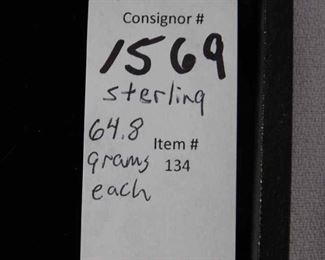 Consignor #
1569
sterling
64.8
grams
each
Item #
134